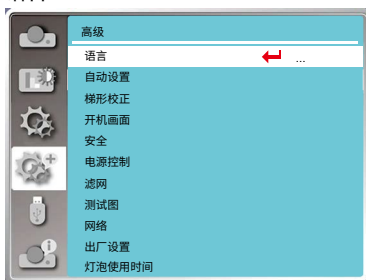 高级
语言 ...
自动设置
梯形校正
开机画面
安全
电源控制
滤网
测试图
网络
出厂设置
灯泡使用时间